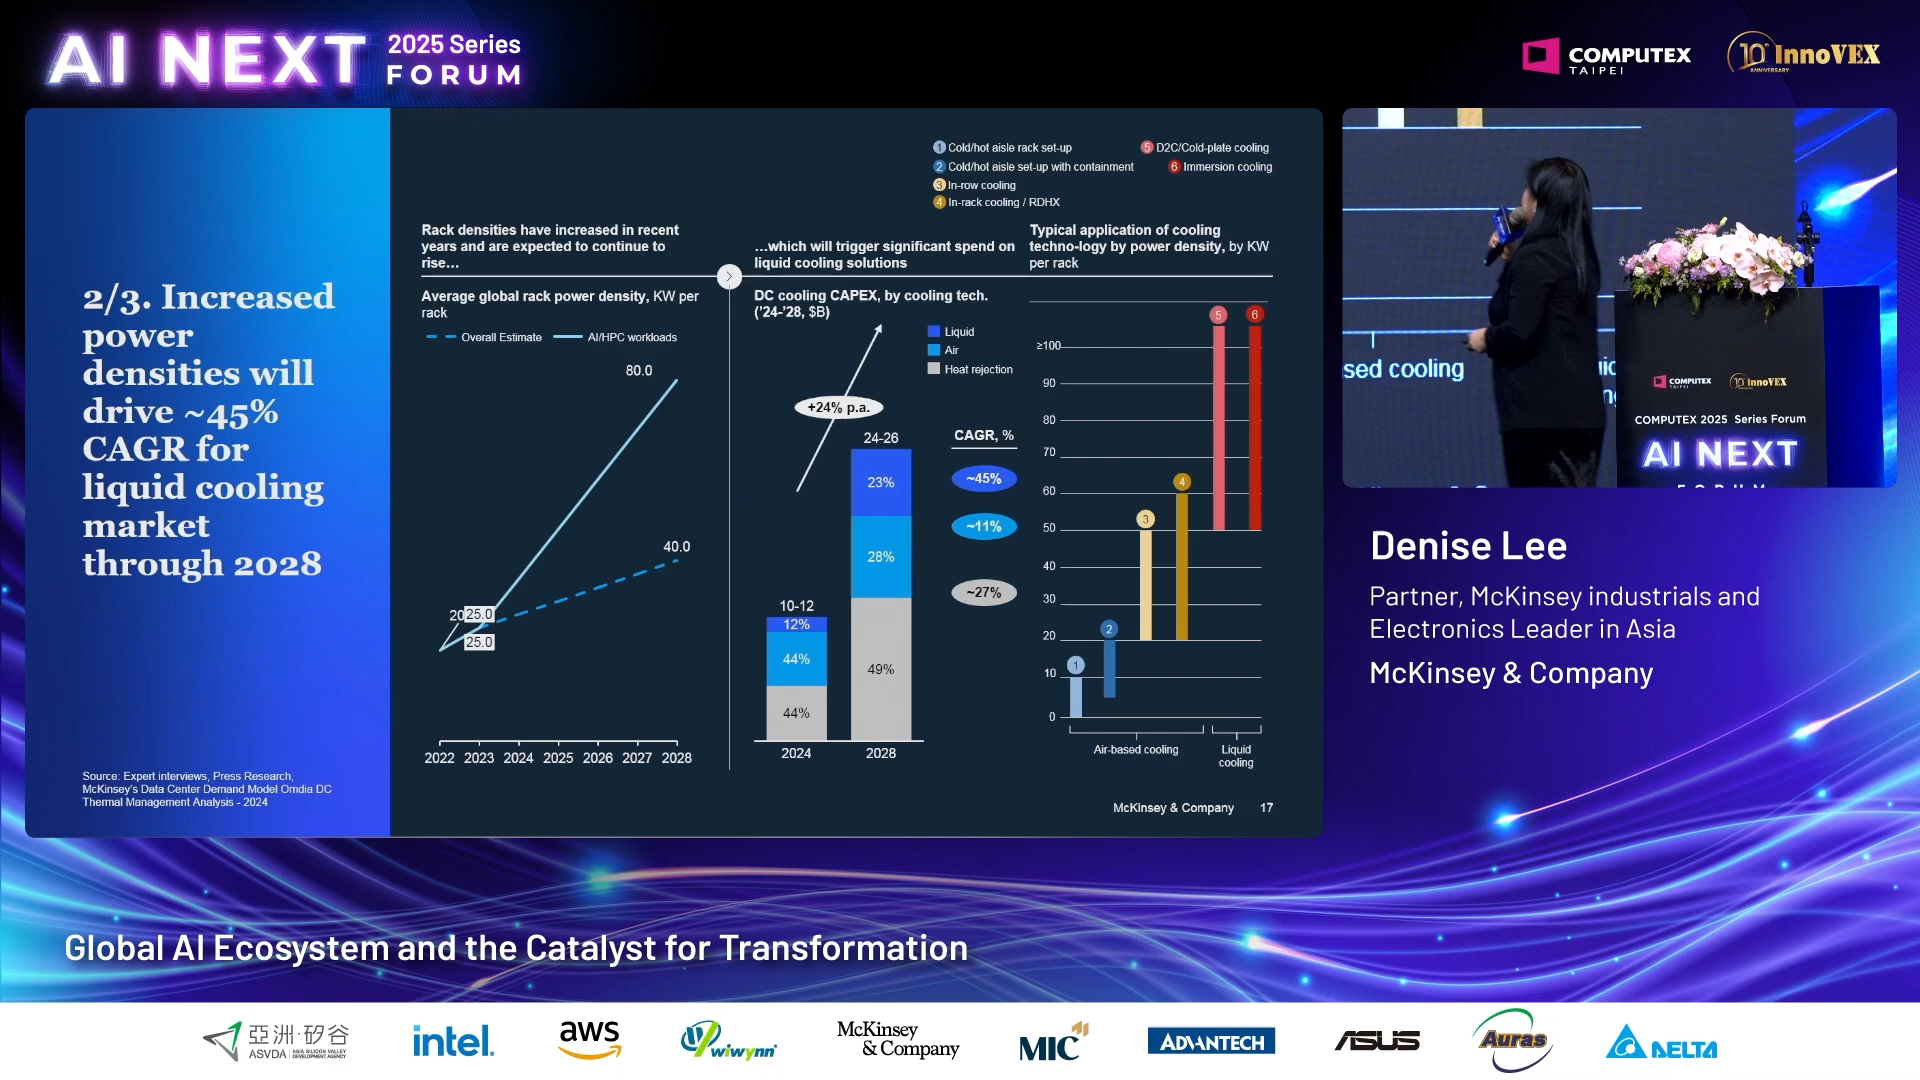 AI NEXT
2025 Series
FORUM
COMPUTEX
TAIPEI
10th
ANNIVERSARY
InnoVEX
2/3. Increased
power
densities will
drive ~45%
CAGR for
liquid cooling
market
through 2028
Source: Expert interviews, Press Research,
McKinsey's Data Center Demand Model Omdia DC
Thermal Management Analysis - 2024
1 Cold/hot aisle rack set-up
2 Cold/hot aisle set-up with containment
3 In-row cooling
4 In-rack cooling / RDHX
5 D2C/Cold-plate cooling
6 Immersion cooling
Rack densities have increased in recent
years and are expected to continue to
rise…
Average global rack power density, KW per
rack
Overall Estimate
AI/HPC workloads
80.0
40.0
20
25.0
25.0
2022 2023 2024 2025 2026 2027 2028
…which will trigger significant spend on
liquid cooling solutions
DC cooling CAPEX, by cooling tech.
('24-'28, $B)
Liquid
Air
Heat rejection
+24% p.a.
24-26
23%
28%
49%
10-12
12%
44%
44%
2024
2028
CAGR, %
~45%
~11%
~27%
Typical application of cooling
techno-logy by power density, by KW
per rack
≥100
90
80
70
60
50
40
30
20
10
0
1
2
3
4
5
6
Air-based cooling
Liquid
cooling
McKinsey & Company 17
sed cooling
COMPUTEX
TAIPEI
10
InnoVEX
COMPUTEX 2025 Series Forum
AI NEXT
Denise Lee
Partner, McKinsey industrials and
Electronics Leader in Asia
McKinsey & Company
Global AI Ecosystem and the Catalyst for Transformation
亞洲·矽谷
ASVDA ASIA SILICON VALLEY
DEVELOPMENT AGENCY
intel.
aws
wiwynn
McKinsey
& Company
MIC
ADVANTECH
ASUS
Auras
DELTA